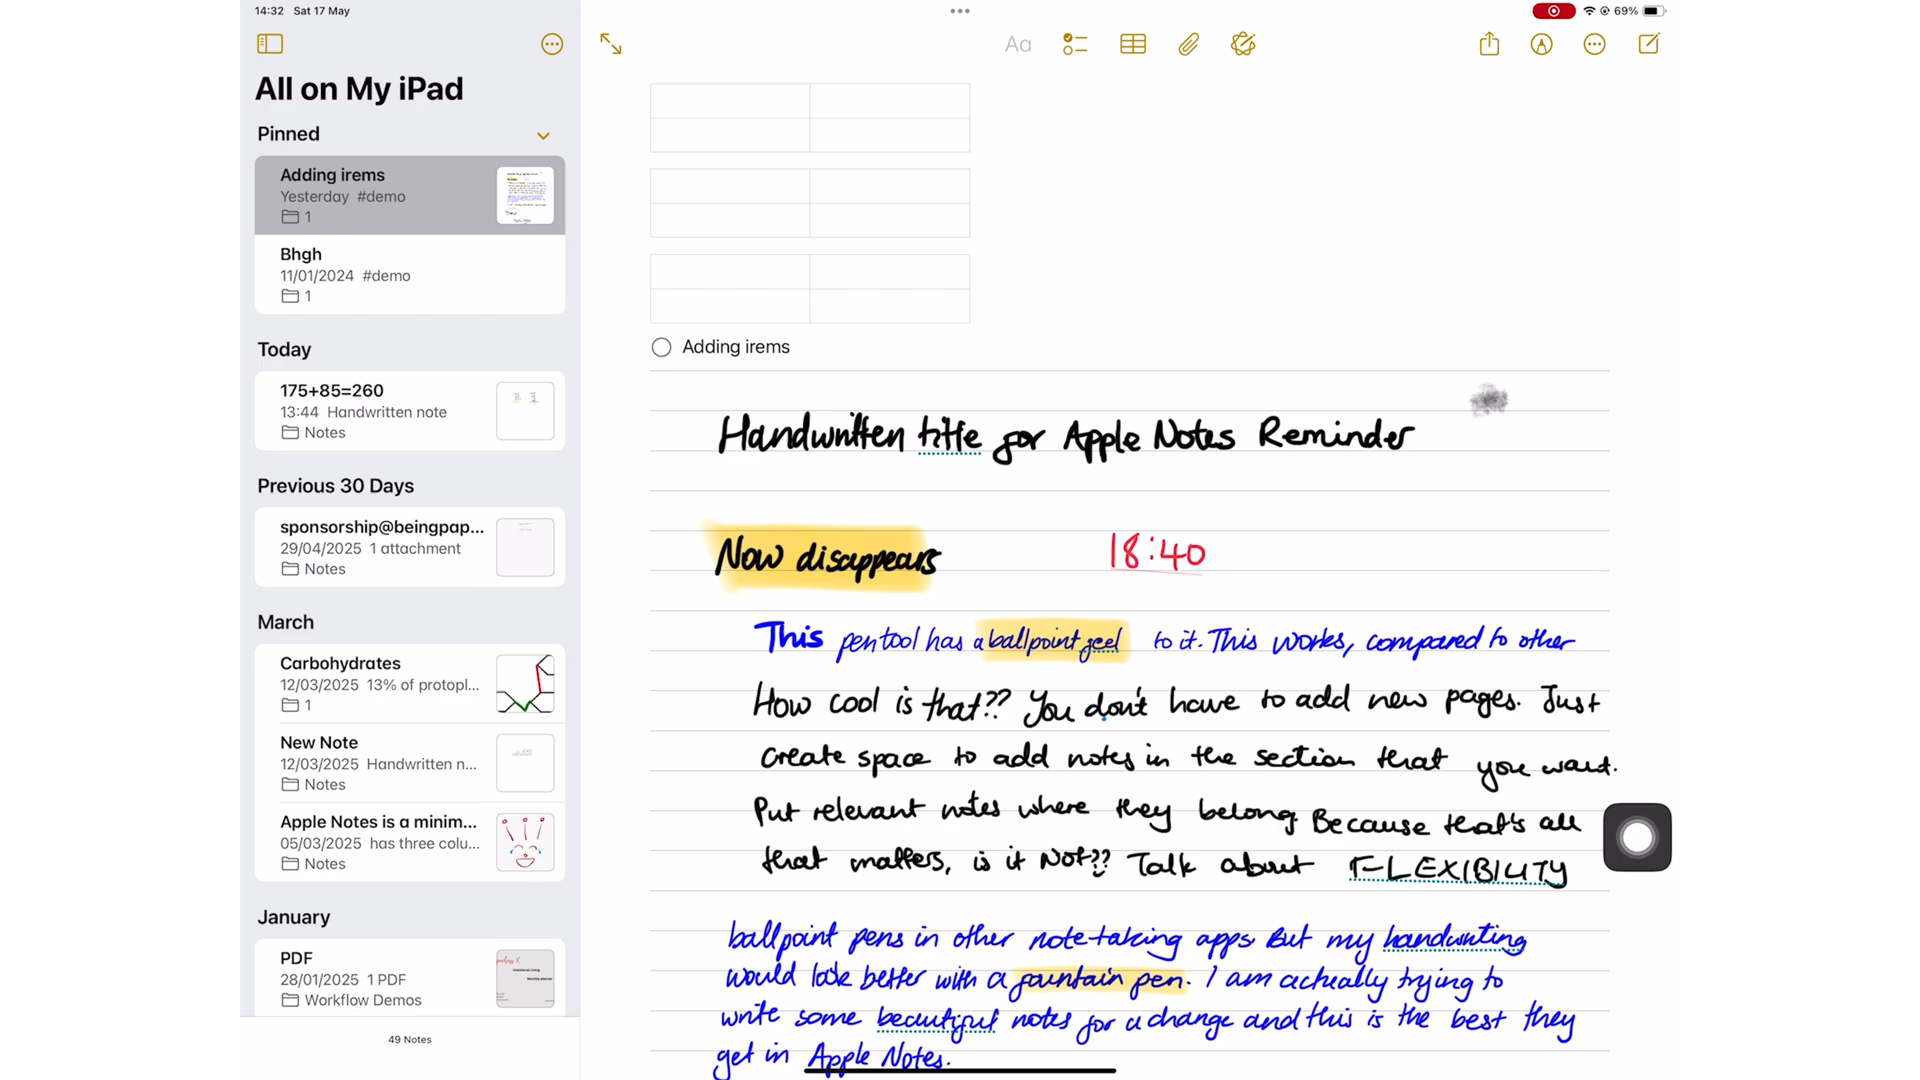 14:32 Sat 17 May
69%
All on My iPad
Pinned
Adding irems
Yesterday #demo
1
Bhgh
11/01/2024 #demo
1
Today
175+85=260
13:44 Handwritten note
Notes
Previous 30 Days
sponsorship@beingpap...
29/04/2025 1 attachment
Notes
March
Carbohydrates
12/03/2025 13% of protopl...
1
New Note
12/03/2025 Handwritten n...
Notes
Apple Notes is a minim...
05/03/2025 has three colu...
Notes
January
PDF
28/01/2025 1 PDF
Workflow Demos
49 Notes
Aa
Adding irems
Handwritten title for Apple Notes Reminder
Now disappears 18:40
This pen tool has a ballpoint feel to it. This works, compared to other
How cool is that?? You don't have to add new pages. Just
create space to add notes in the section that you want.
Put relevant notes where they belong. Because that's all
that matters, is it Not?? Talk about FLEXIBILITY
ballpoint pens in other note-taking apps. But my handwriting
would look better with a fountain pen. I am actually trying to
write some beautiful notes for a change and this is the best they
get in Apple Notes.